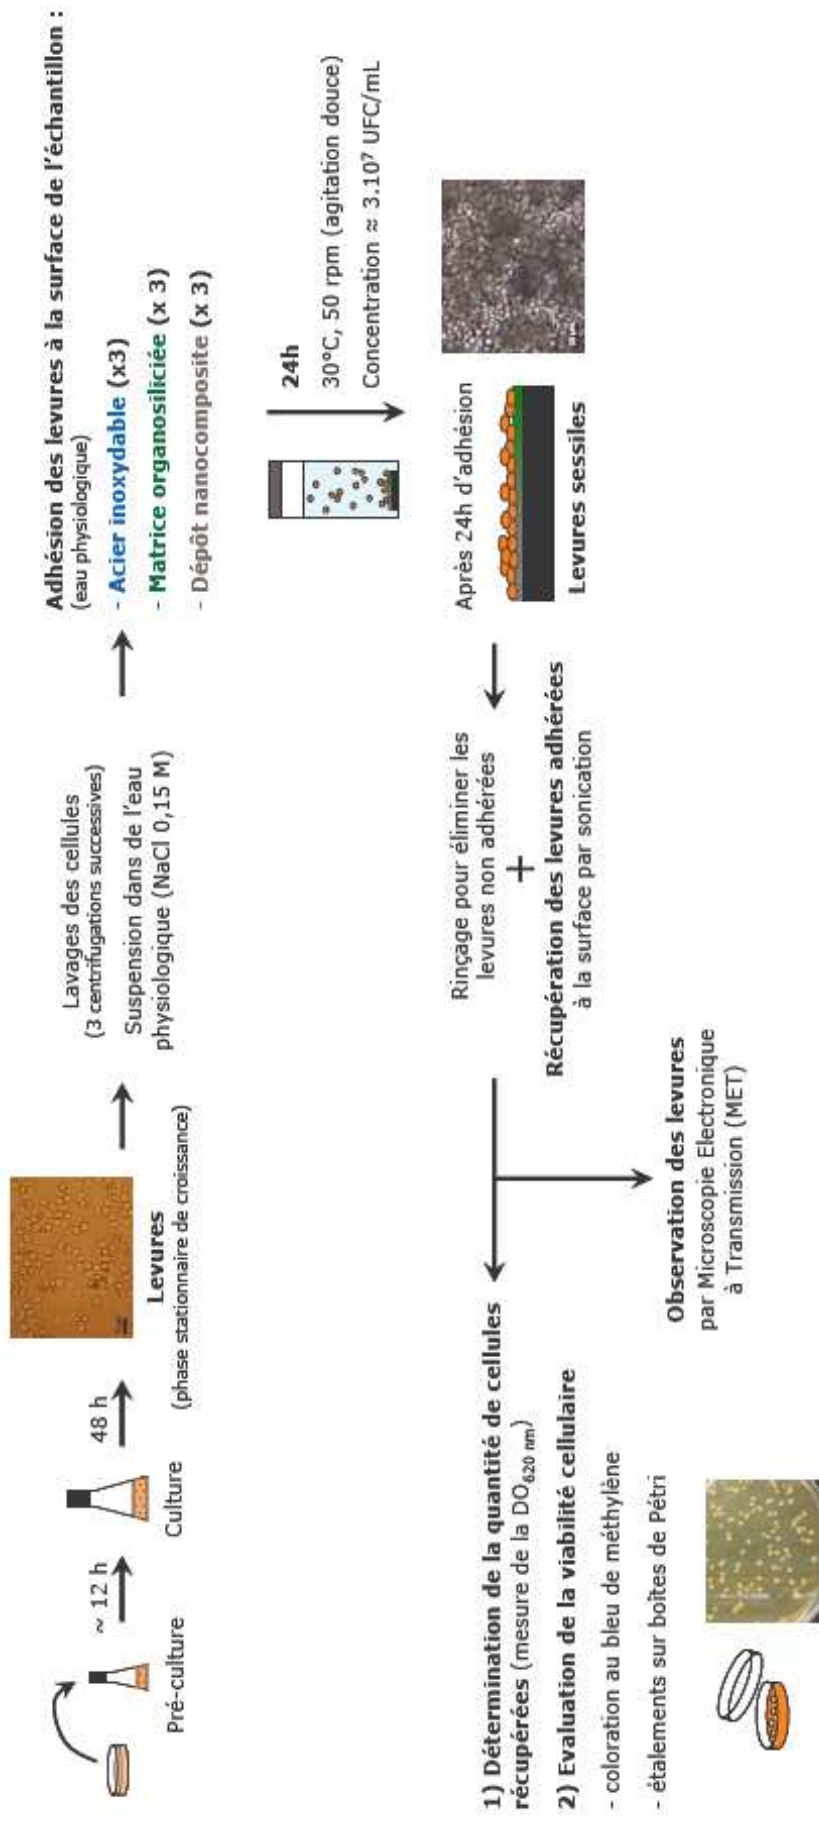 ~ 12 h
Pré-culture
48 h
Culture
Levures
(phase stationnaire de croissance)
Lavages des cellules
(3 centrifugations successives)
Suspension dans de l'eau
physiologique (NaCl 0,15 M)
Adhésion des levures à la surface de l'échantillon :
(eau physiologique)
- Acier inoxydable (x3)
- Matrice organosiliciée (x 3)
- Dépôt nanocomposite (x 3)
24h
30°C, 50 rpm (agitation douce)
Concentration ≈ 3.10⁷ UFC/mL
Après 24h d'adhésion
Levures sessiles
Rinçage pour éliminer les
levures non adhérées
+
Récupération des levures adhérées
à la surface par sonication
Observation des levures
par Microscopie Electronique
à Transmission (MET)
1) Détermination de la quantité de cellules
récupérées (mesure de la DO₆₂₀ ₙₘ)
2) Evaluation de la viabilité cellulaire
- coloration au bleu de méthylène
- étalements sur boîtes de Pétri